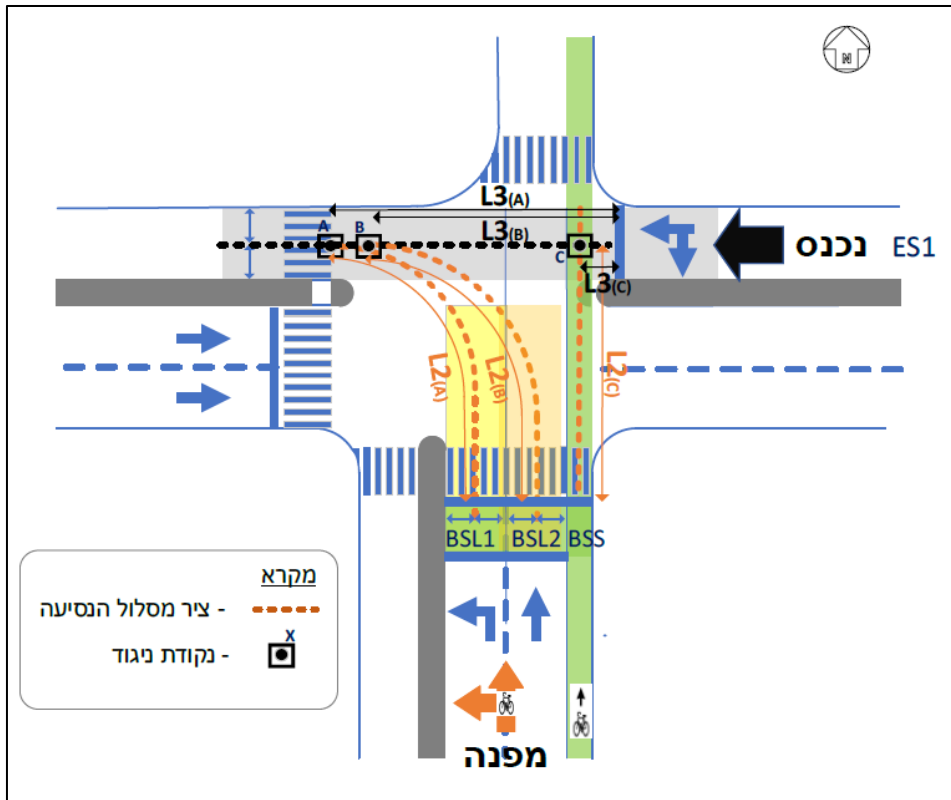 N
L3(A)
A
B
L3(B)
C
L3(C)
נכנס
ES1
L2(A)
L2(B)
L2(C)
BSL1
BSL2
BSS
מקרא
- ציר מסלול הנסיעה
X
- נקודת ניגוד
מפנה